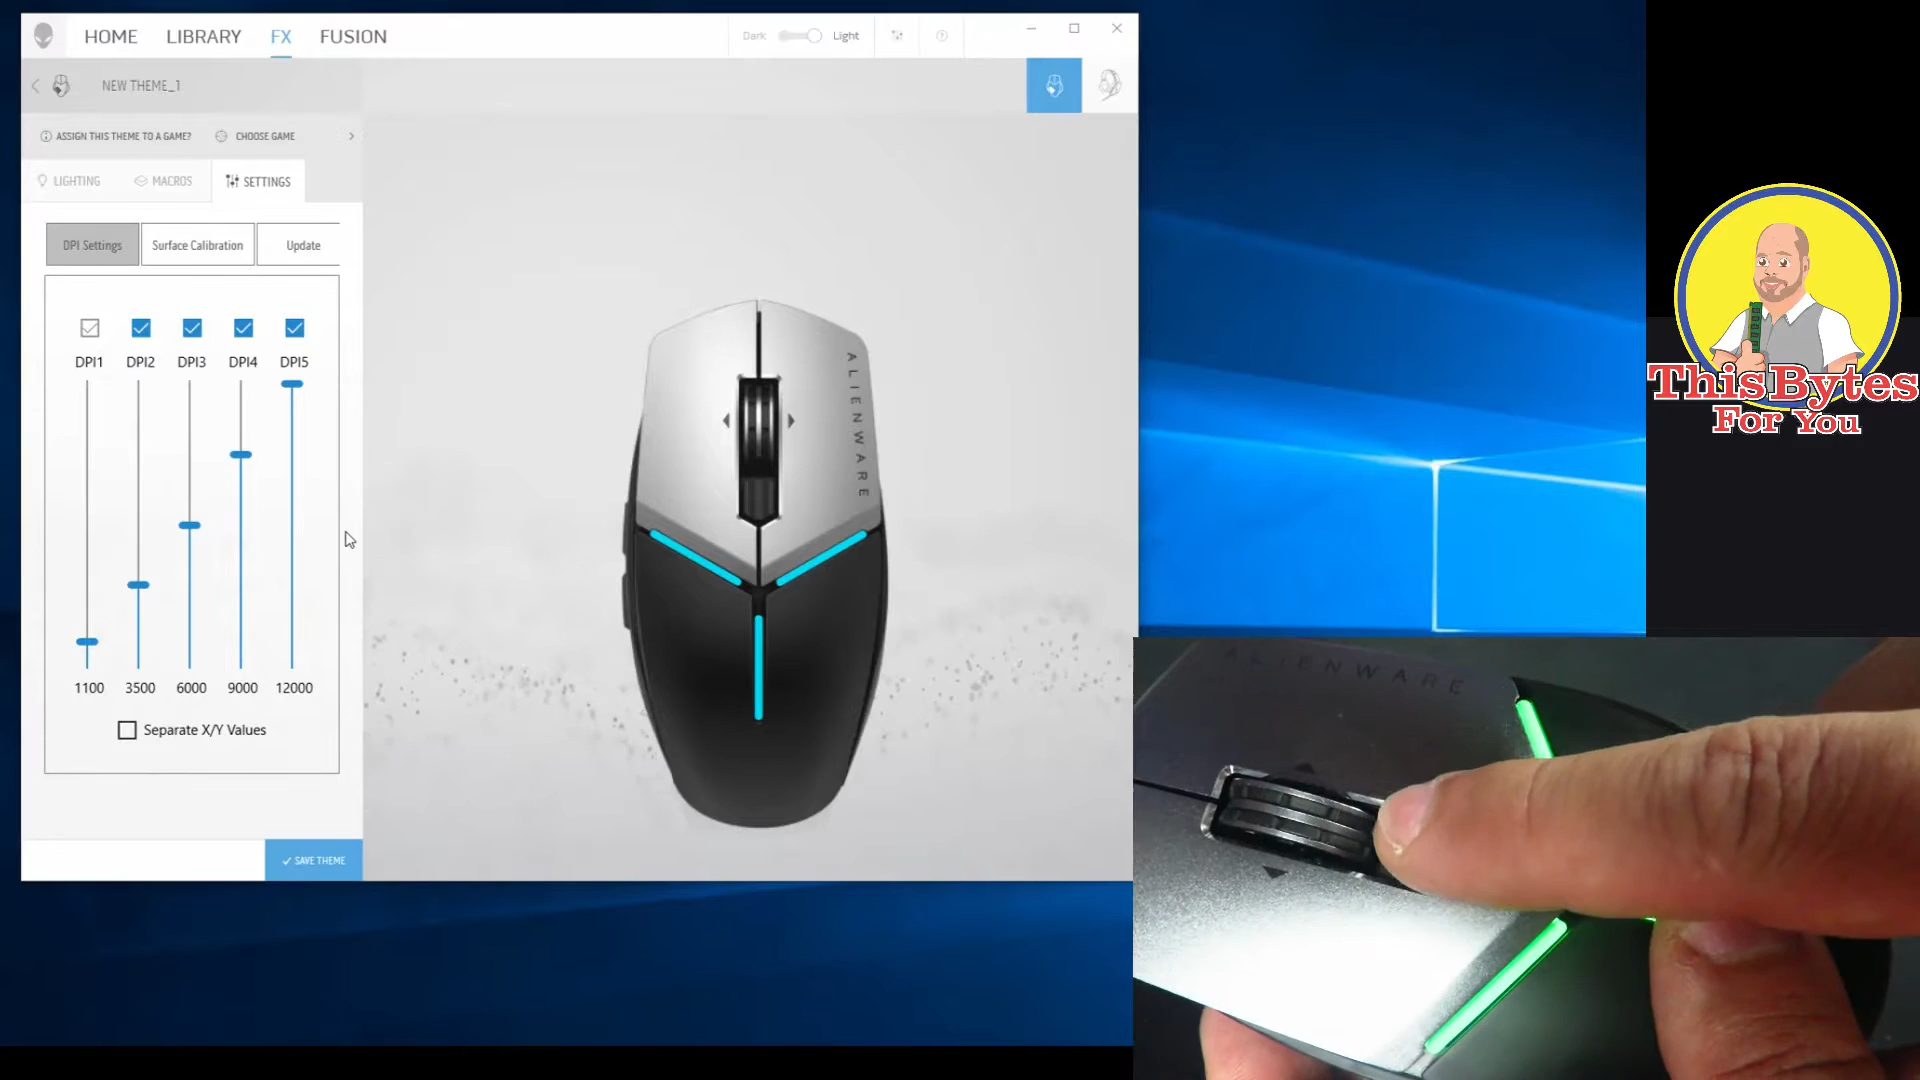 HOME LIBRARY FX FUSION
Dark Light
NEW THEME_1
ASSIGN THIS THEME TO A GAME? CHOOSE GAME
LIGHTING MACROS SETTINGS
DPI Settings Surface Calibration Update
DPI1 DPI2 DPI3 DPI4 DPI5
1100 3500 6000 9000 12000
Separate X/Y Values
SAVE THEME
ALIENWARE
ThisBytes
For You
ALIENWARE